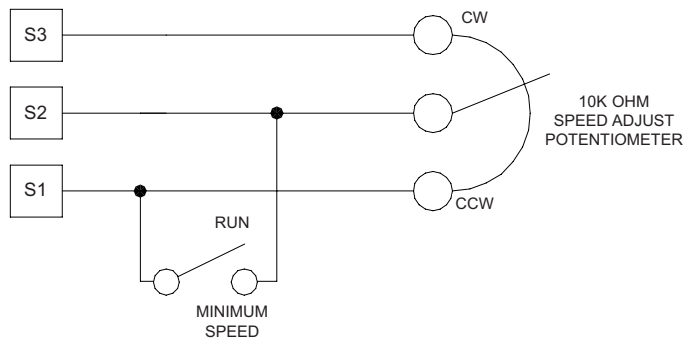 S3
CW
S2
10K OHM
SPEED ADJUST
POTENTIOMETER
S1
CCW
RUN
MINIMUM
SPEED